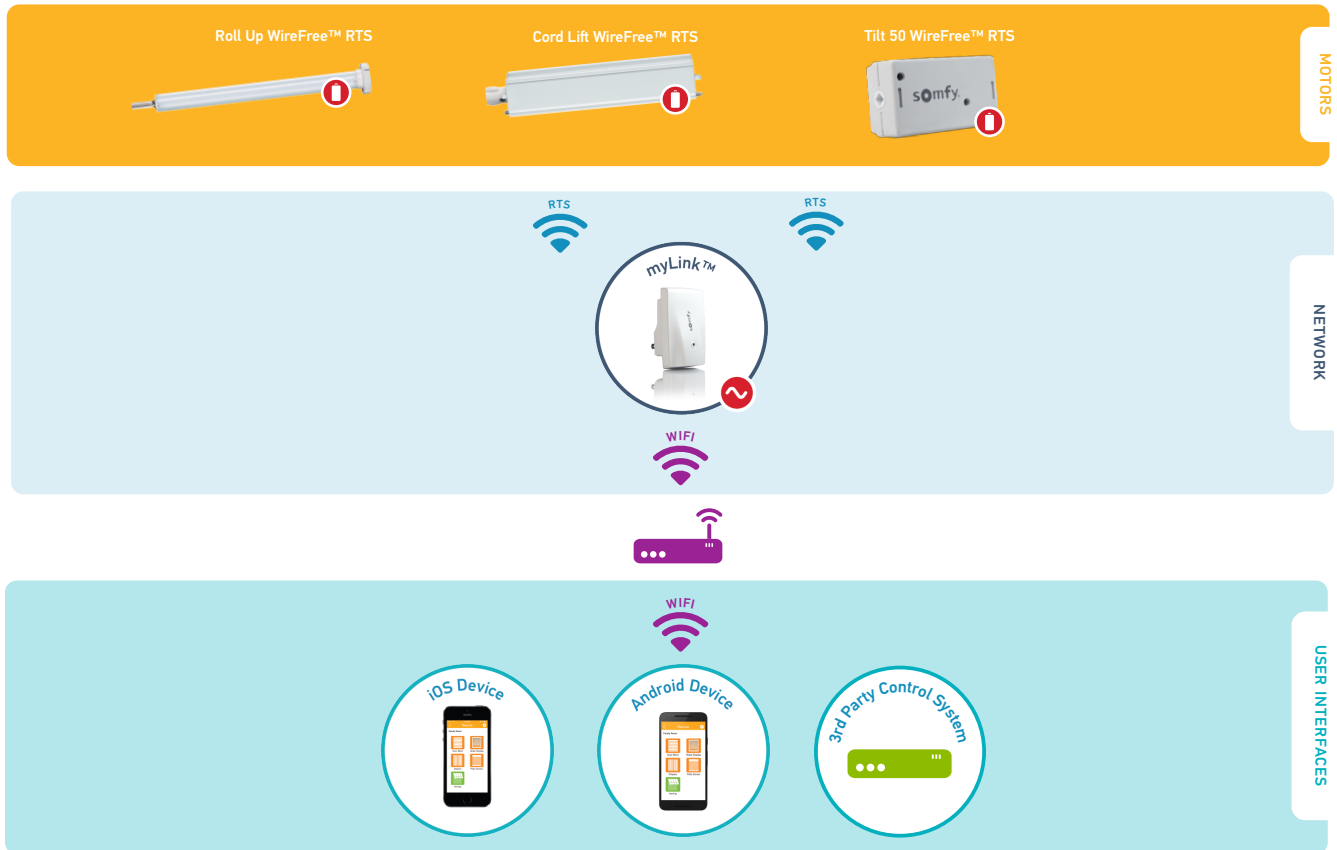 Roll Up WireFree™ RTS
Cord Lift WireFree™ RTS
Tilt 50 WireFree™ RTS
somfy.
MOTORS
RTS
RTS
myLink™
somfy
NETWORK
WIFI
WIFI
iOS Device
Android Device
3rd Party Control System
USER INTERFACES